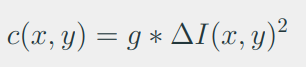 c(x, y) = g ∗ ΔI(x, y)²